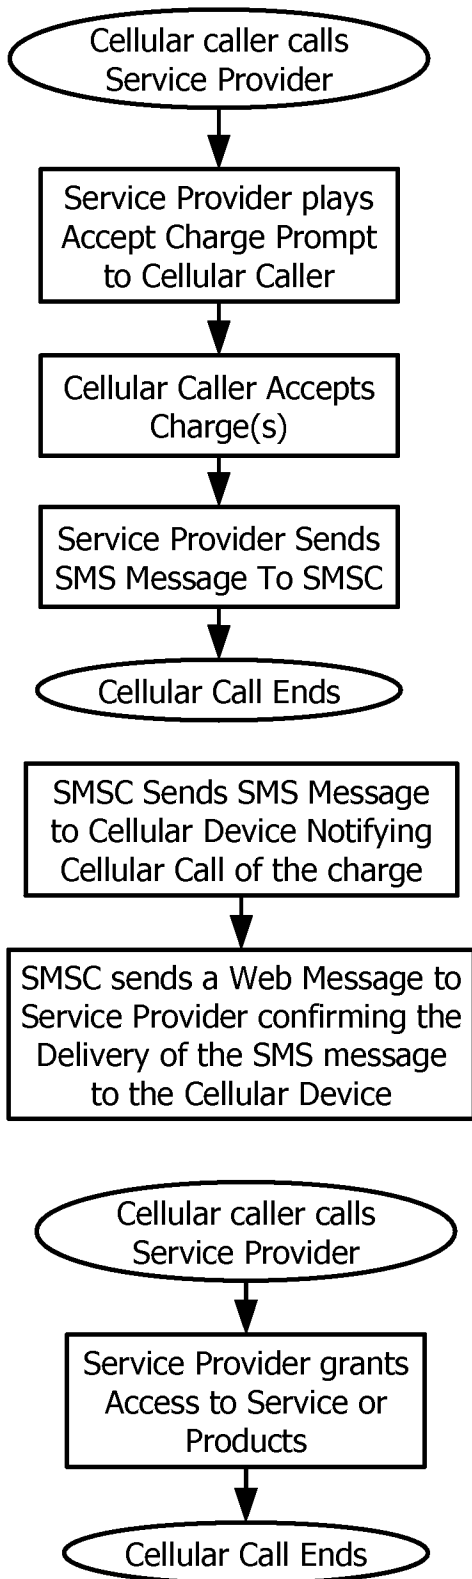 Cellular caller calls
Service Provider
Service Provider plays
Accept Charge Prompt
to Cellular Caller
Cellular Caller Accepts
Charge(s)
Service Provider Sends
SMS Message To SMSC
Cellular Call Ends
SMSC Sends SMS Message
to Cellular Device Notifying
Cellular Call of the charge
SMSC sends a Web Message to
Service Provider confirming the
Delivery of the SMS message
to the Cellular Device
Cellular caller calls
Service Provider
Service Provider grants
Access to Service or
Products
Cellular Call Ends